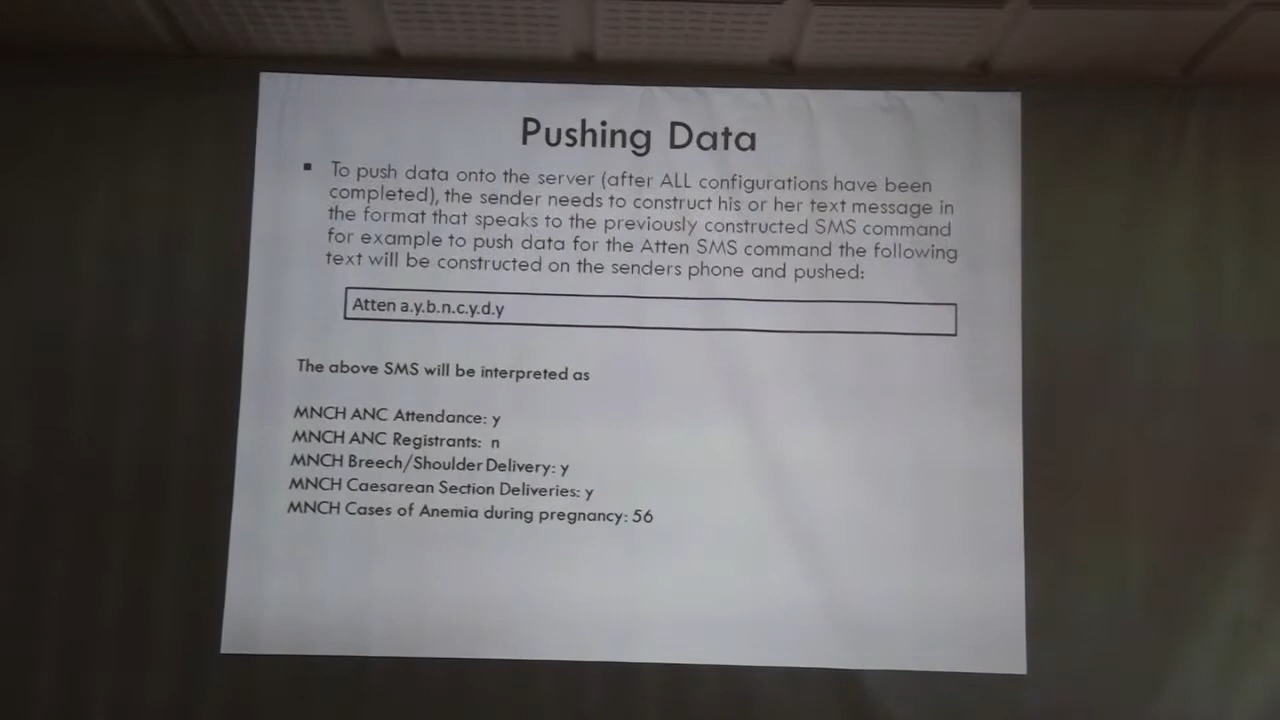 Pushing Data
▪ To push data onto the server (after ALL configurations have been
completed), the sender needs to construct his or her text message in
the format that speaks to the previously constructed SMS command
for example to push data for the Atten SMS command the following
text will be constructed on the senders phone and pushed:
Atten a.y.b.n.c.y.d.y
The above SMS will be interpreted as
MNCH ANC Attendance: y
MNCH ANC Registrants: n
MNCH Breech/Shoulder Delivery: y
MNCH Caesarean Section Deliveries: y
MNCH Cases of Anemia during pregnancy: 56